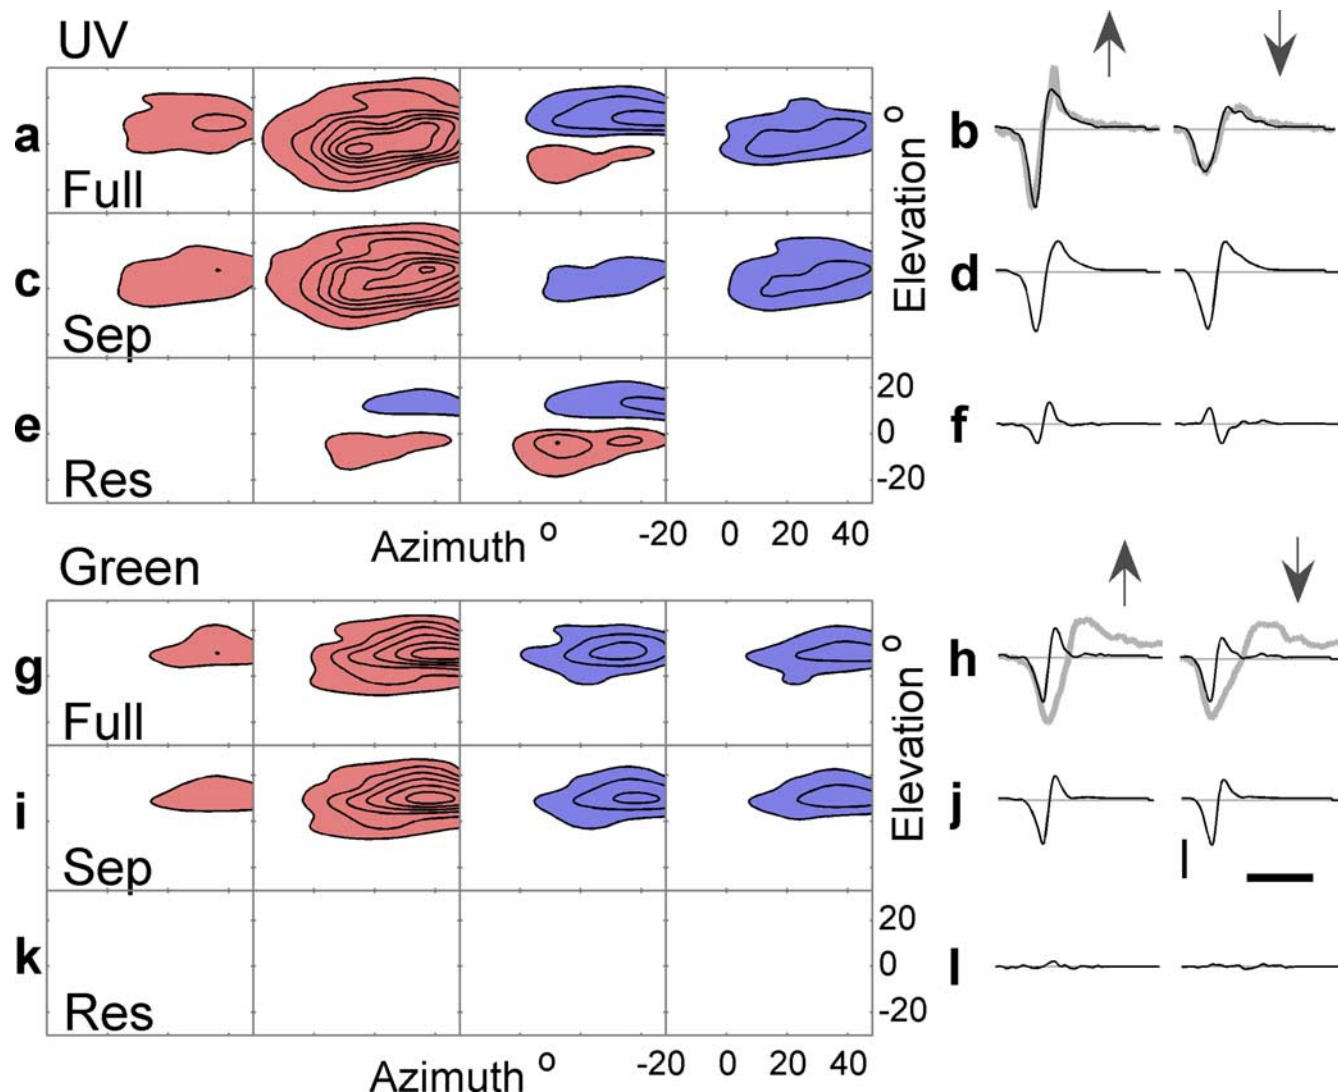 UV
a
Full
b
c
Sep
d
e
Res
f
Elevation °
20
0
-20
Azimuth °
-20 0 20 40
Green
g
Full
h
i
Sep
j
k
Res
l
Elevation °
20
0
-20
Azimuth °
-20 0 20 40